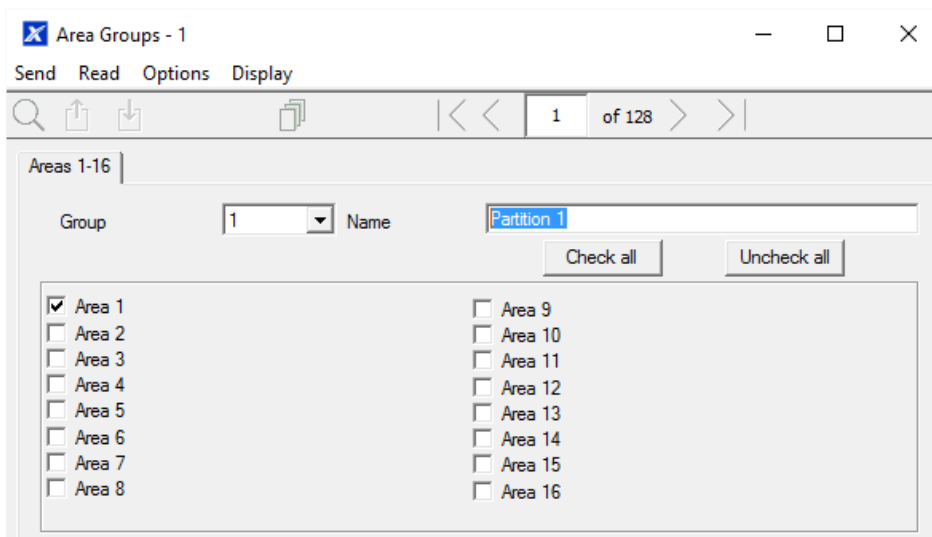 Area Groups - 1
Send Read Options Display
1 of 128
Areas 1-16
Group 1 Name Partition 1
Check all Uncheck all
Area 1
Area 2
Area 3
Area 4
Area 5
Area 6
Area 7
Area 8
Area 9
Area 10
Area 11
Area 12
Area 13
Area 14
Area 15
Area 16